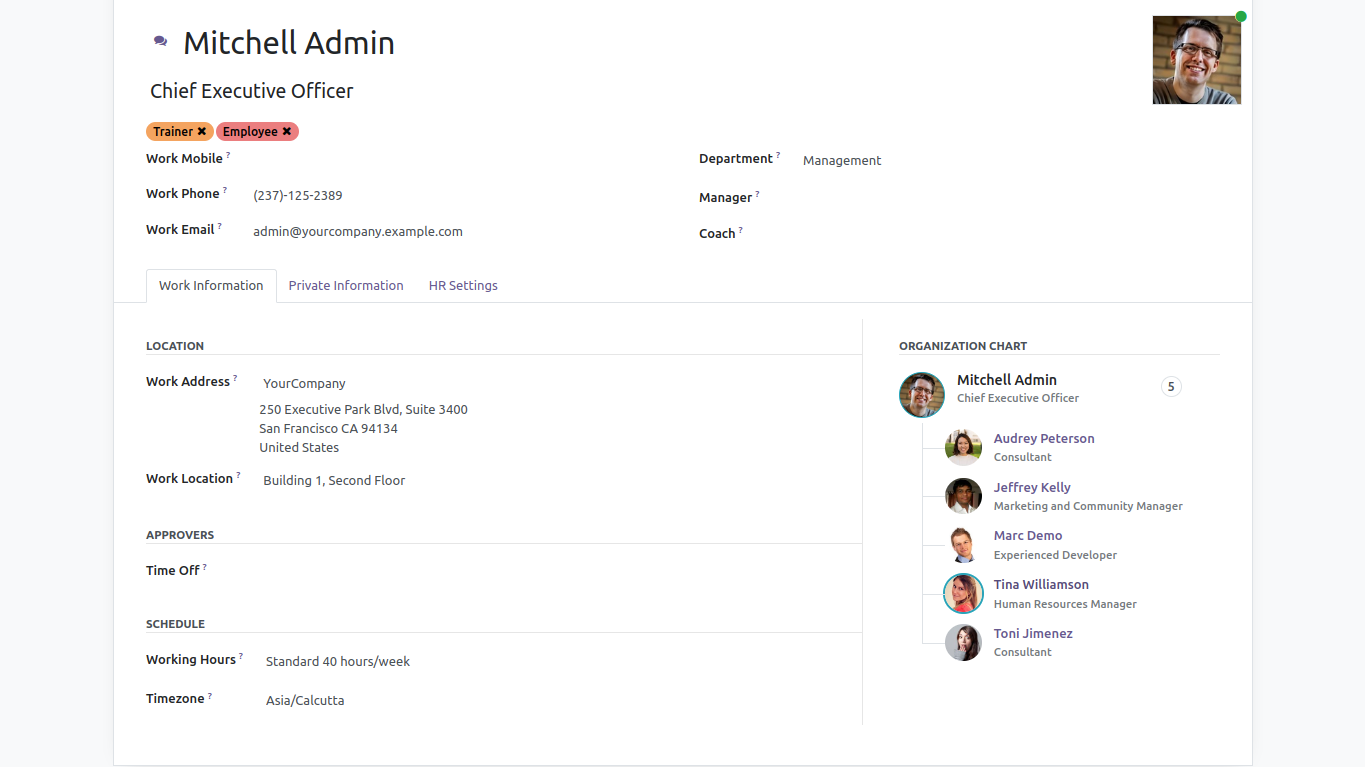 Mitchell Admin
Chief Executive Officer
Trainer ✖ Employee ✖
Work Mobile ?
Work Phone ? (237)-125-2389
Work Email ? admin@yourcompany.example.com
Department ? Management
Manager ?
Coach ?
Work Information Private Information HR Settings
LOCATION
Work Address ? YourCompany
250 Executive Park Blvd, Suite 3400
San Francisco CA 94134
United States
Work Location ? Building 1, Second Floor
APPROVERS
Time Off ?
SCHEDULE
Working Hours ? Standard 40 hours/week
Timezone ? Asia/Calcutta
ORGANIZATION CHART
Mitchell Admin 5
Chief Executive Officer
Audrey Peterson
Consultant
Jeffrey Kelly
Marketing and Community Manager
Marc Demo
Experienced Developer
Tina Williamson
Human Resources Manager
Toni Jimenez
Consultant